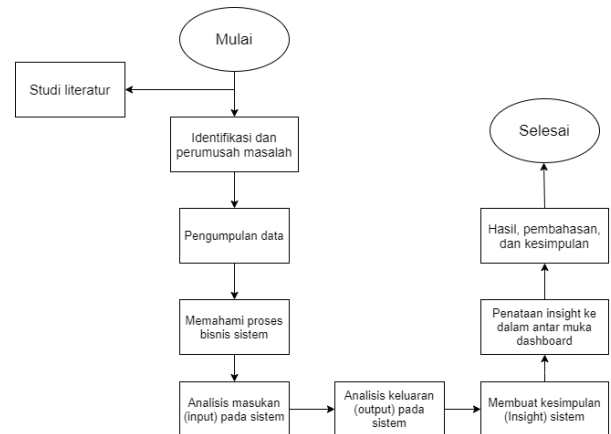 Mulai
Studi literatur
Identifikasi dan
perumusah masalah
Pengumpulan data
Memahami proses
bisnis sistem
Analisis masukan
(input) pada sistem
Analisis keluaran
(output) pada
sistem
Membuat kesimpulan
(Insight) sistem
Penataan insight ke
dalam antar muka
dashboard
Hasil, pembahasan,
dan kesimpulan
Selesai